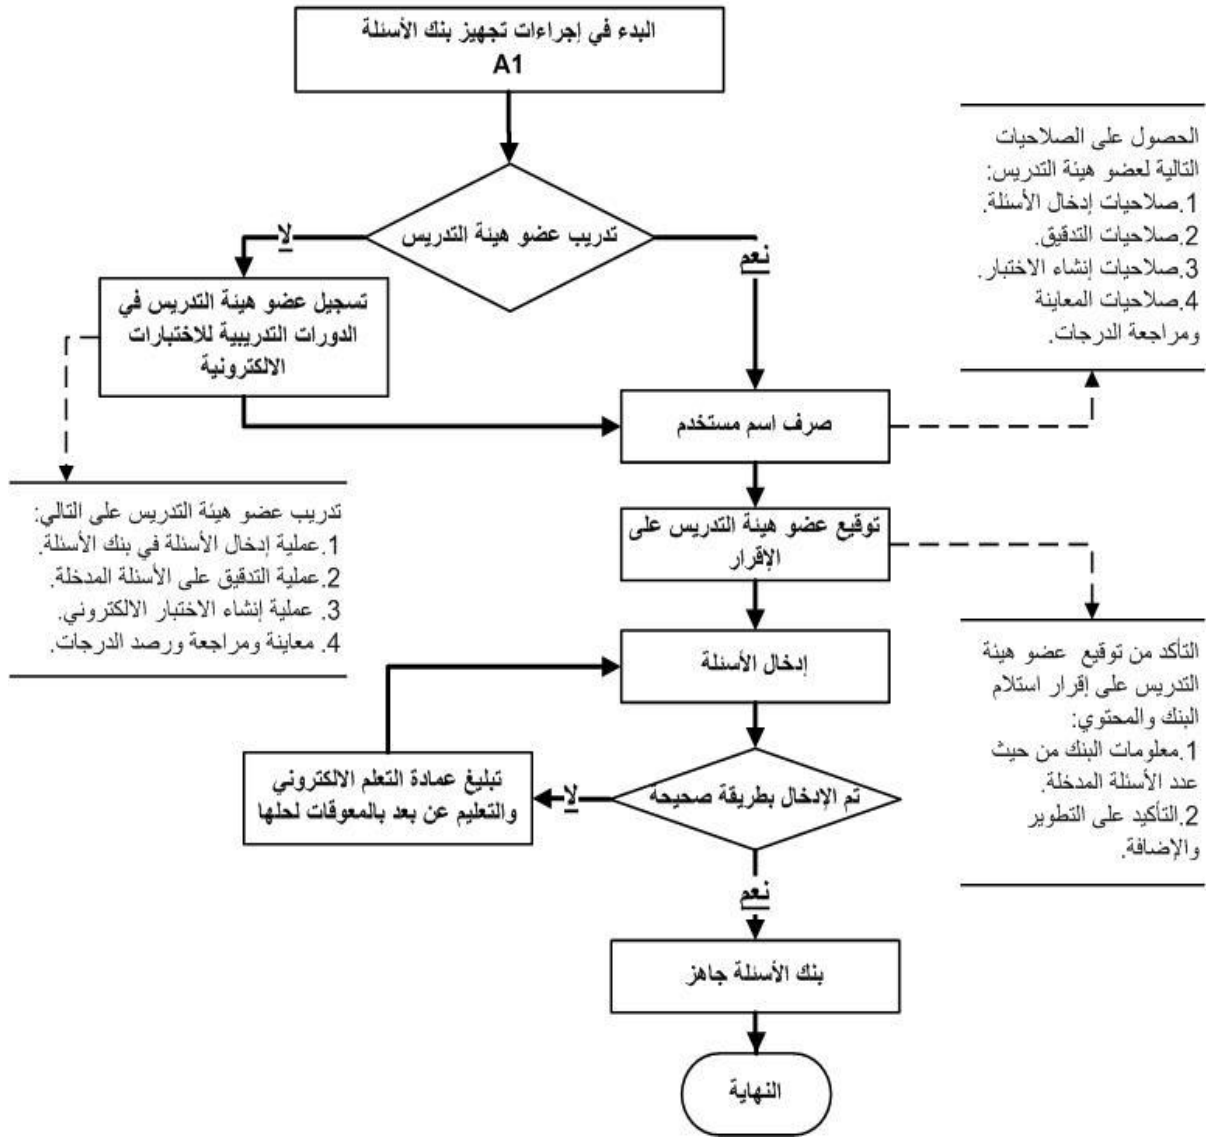 البدء في إجراءات تجهيز بنك الأسئلة
A1
تدريب عضو هيئة التدريس
لا
نعم
تسجيل عضو هيئة التدريس في
الدورات التدريبية للاختبارات
الالكترونية
الحصول على الصلاحيات
التالية لعضو هيئة التدريس:
1.صلاحيات إدخال الأسئلة.
2.صلاحيات التدقيق.
3.صلاحيات إنشاء الاختبار.
4.صلاحيات المعاينة
ومراجعة الدرجات.
صرف اسم مستخدم
تدريب عضو هيئة التدريس على التالي:
1.عملية إدخال الأسئلة في بنك الأسئلة.
2.عملية التدقيق على الأسئلة المدخلة.
3. عملية إنشاء الاختبار الالكتروني.
4. معاينة ومراجعة ورصد الدرجات.
توقيع عضو هيئة التدريس على
الإقرار
إدخال الأسئلة
التأكد من توقيع عضو هيئة
التدريس على إقرار استلام
البنك والمحتوي:
1.معلومات البنك من حيث
عدد الأسئلة المدخلة.
2.التأكيد على التطوير
والإضافة.
تم الإدخال بطريقة صحيحة
لا
تبليغ عمادة التعلم الالكتروني
والتعليم عن بعد بالمعوقات لحلها
نعم
بنك الأسئلة جاهز
النهاية